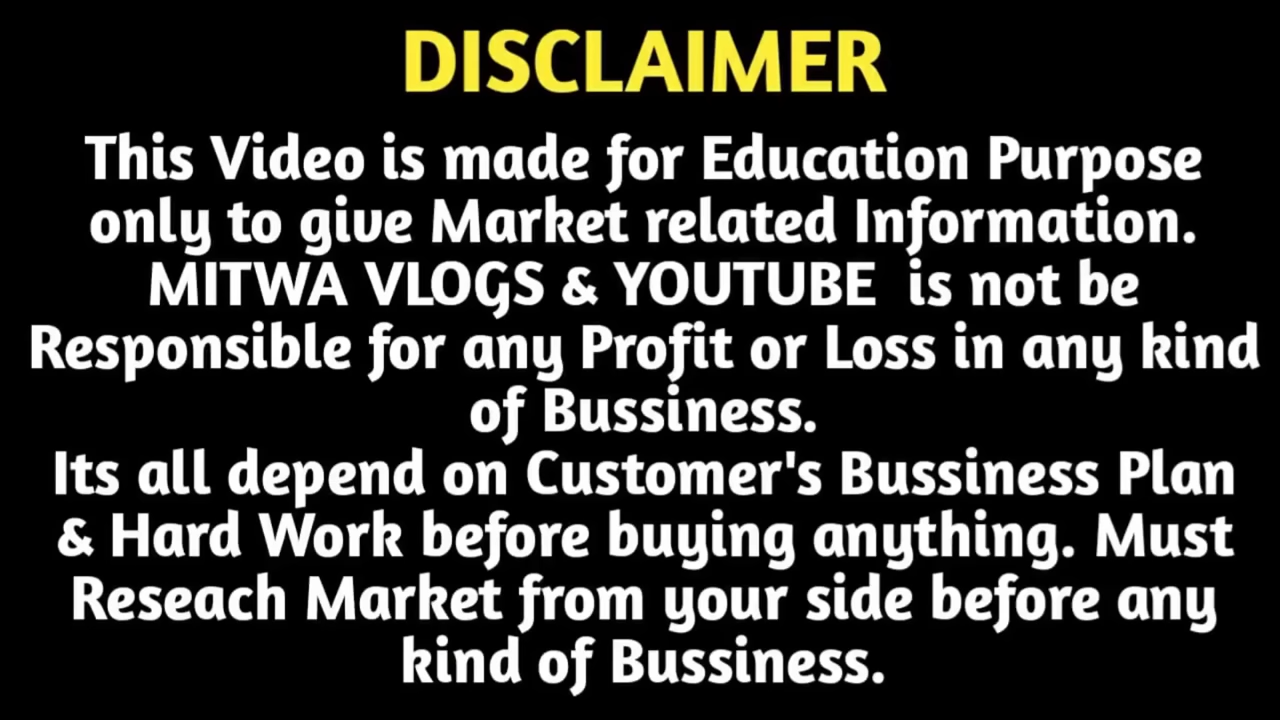 DISCLAIMER
This Video is made for Education Purpose
only to give Market related Information.
MITWA VLOGS & YOUTUBE is not be
Responsible for any Profit or Loss in any kind
of Bussiness.
Its all depend on Customer's Bussiness Plan
& Hard Work before buying anything. Must
Reseach Market from your side before any
kind of Bussiness.